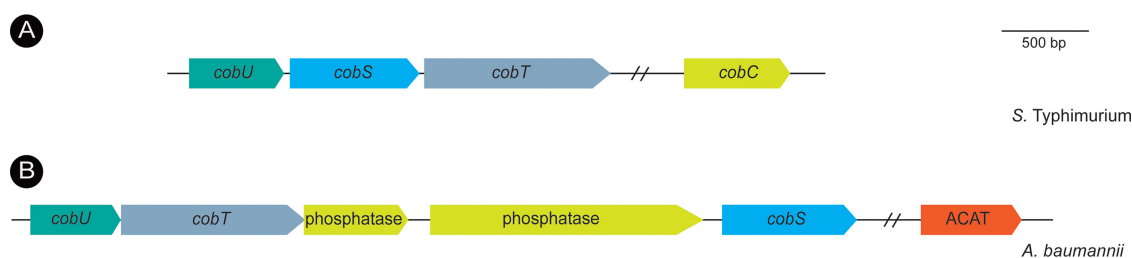 A
500 bp
cobU cobS cobT cobC
S. Typhimurium
B
cobU cobT phosphatase phosphatase cobS ACAT
A. baumannii